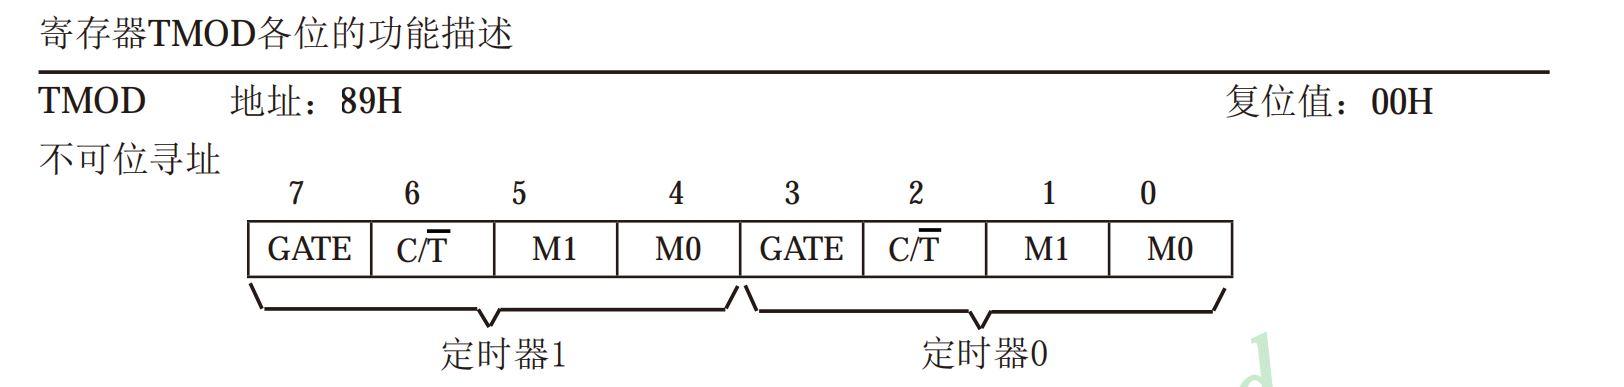 寄存器TMOD各位的功能描述
TMOD 地址：89H 复位值：00H
不可位寻址
7 6 5 4 3 2 1 0
GATE C/T̅ M1 M0 GATE C/T̅ M1 M0
定时器1 定时器0